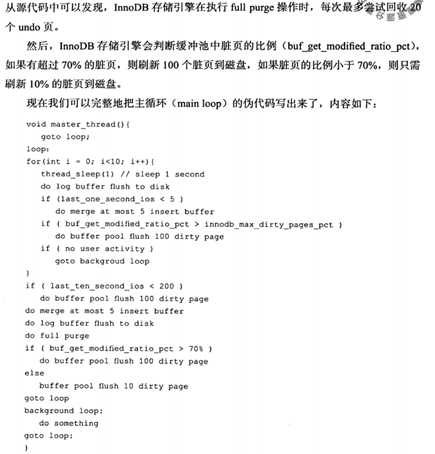 从源代码中可以发现，InnoDB 存储引擎在执行 full purge 操作时，每次最多尝试回收 20
个 undo 页。
然后，InnoDB 存储引擎会判断缓冲池中脏页的比例（buf_get_modified_ratio_pct），
如果有超过 70% 的脏页，则刷新 100 个脏页到磁盘，如果脏页的比例小于 70%，则只需
刷新 10% 的脏页到磁盘。
现在我们可以完整地把主循环（main loop）的伪代码写出来了，内容如下：
void master_thread(){
goto loop;
loop:
for(int i = 0; i<10; i++){
thread_sleep(1) // sleep 1 second
do log buffer flush to disk
if (last_one_second_ios < 5 )
do merge at most 5 insert buffer
if ( buf_get_modified_ratio_pct > innodb_max_dirty_pages_pct )
do buffer pool flush 100 dirty page
if ( no user activity )
goto backgroud loop
}
if ( last_ten_second_ios < 200 )
do buffer pool flush 100 dirty page
do merge at most 5 insert buffer
do log buffer flush to disk
do full purge
if ( buf_get_modified_ratio_pct > 70% )
do buffer pool flush 100 dirty page
else
buffer pool flush 10 dirty page
goto loop
background loop:
do something
goto loop:
}